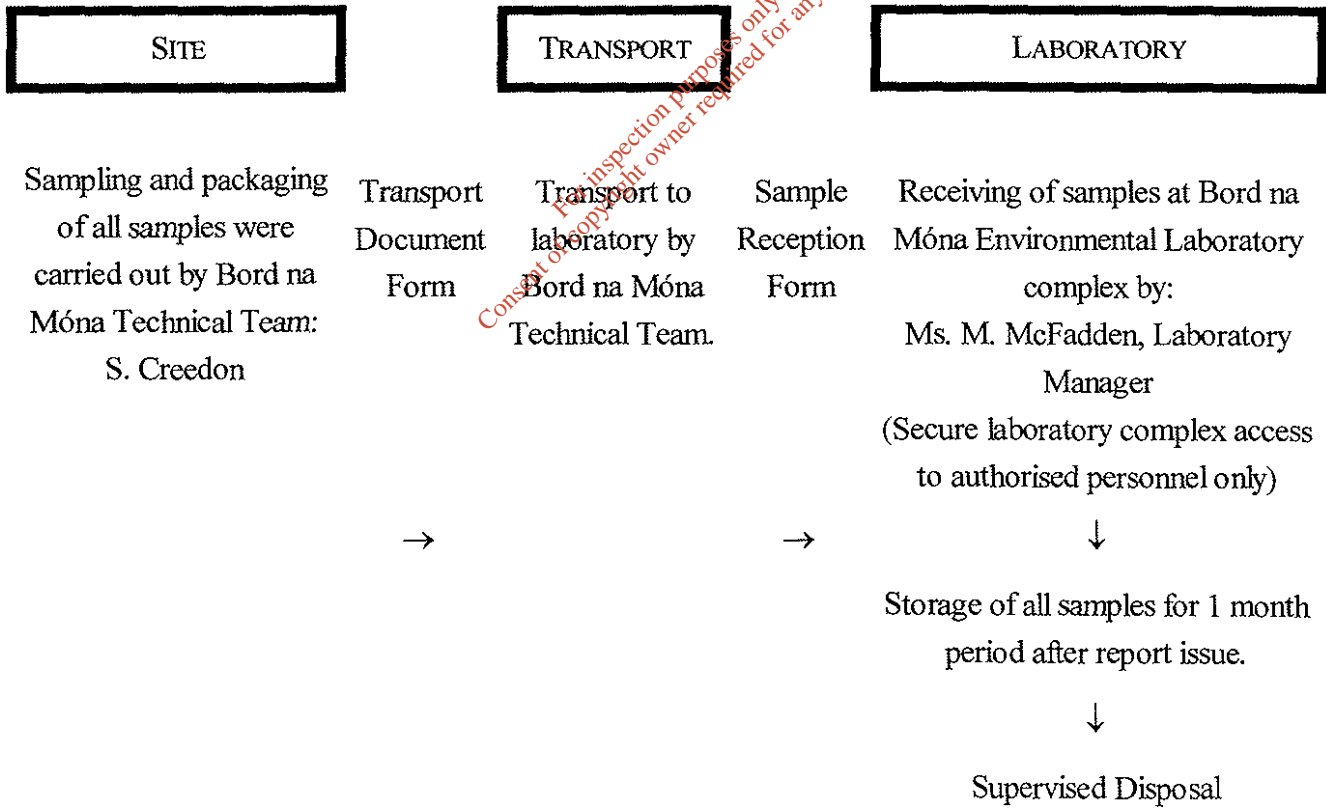 SITE
TRANSPORT
LABORATORY
Sampling and packaging
of all samples were
carried out by Bord na
Móna Technical Team:
S. Creedon
Transport
Document
Form
→
Transport to
laboratory by
Bord na Móna
Technical Team.
Sample
Reception
Form
→
Receiving of samples at Bord na
Móna Environmental Laboratory
complex by:
Ms. M. McFadden, Laboratory
Manager
(Secure laboratory complex access
to authorised personnel only)
↓
Storage of all samples for 1 month
period after report issue.
↓
Supervised Disposal
For inspection purposes only
Consent of copyright owner required for any